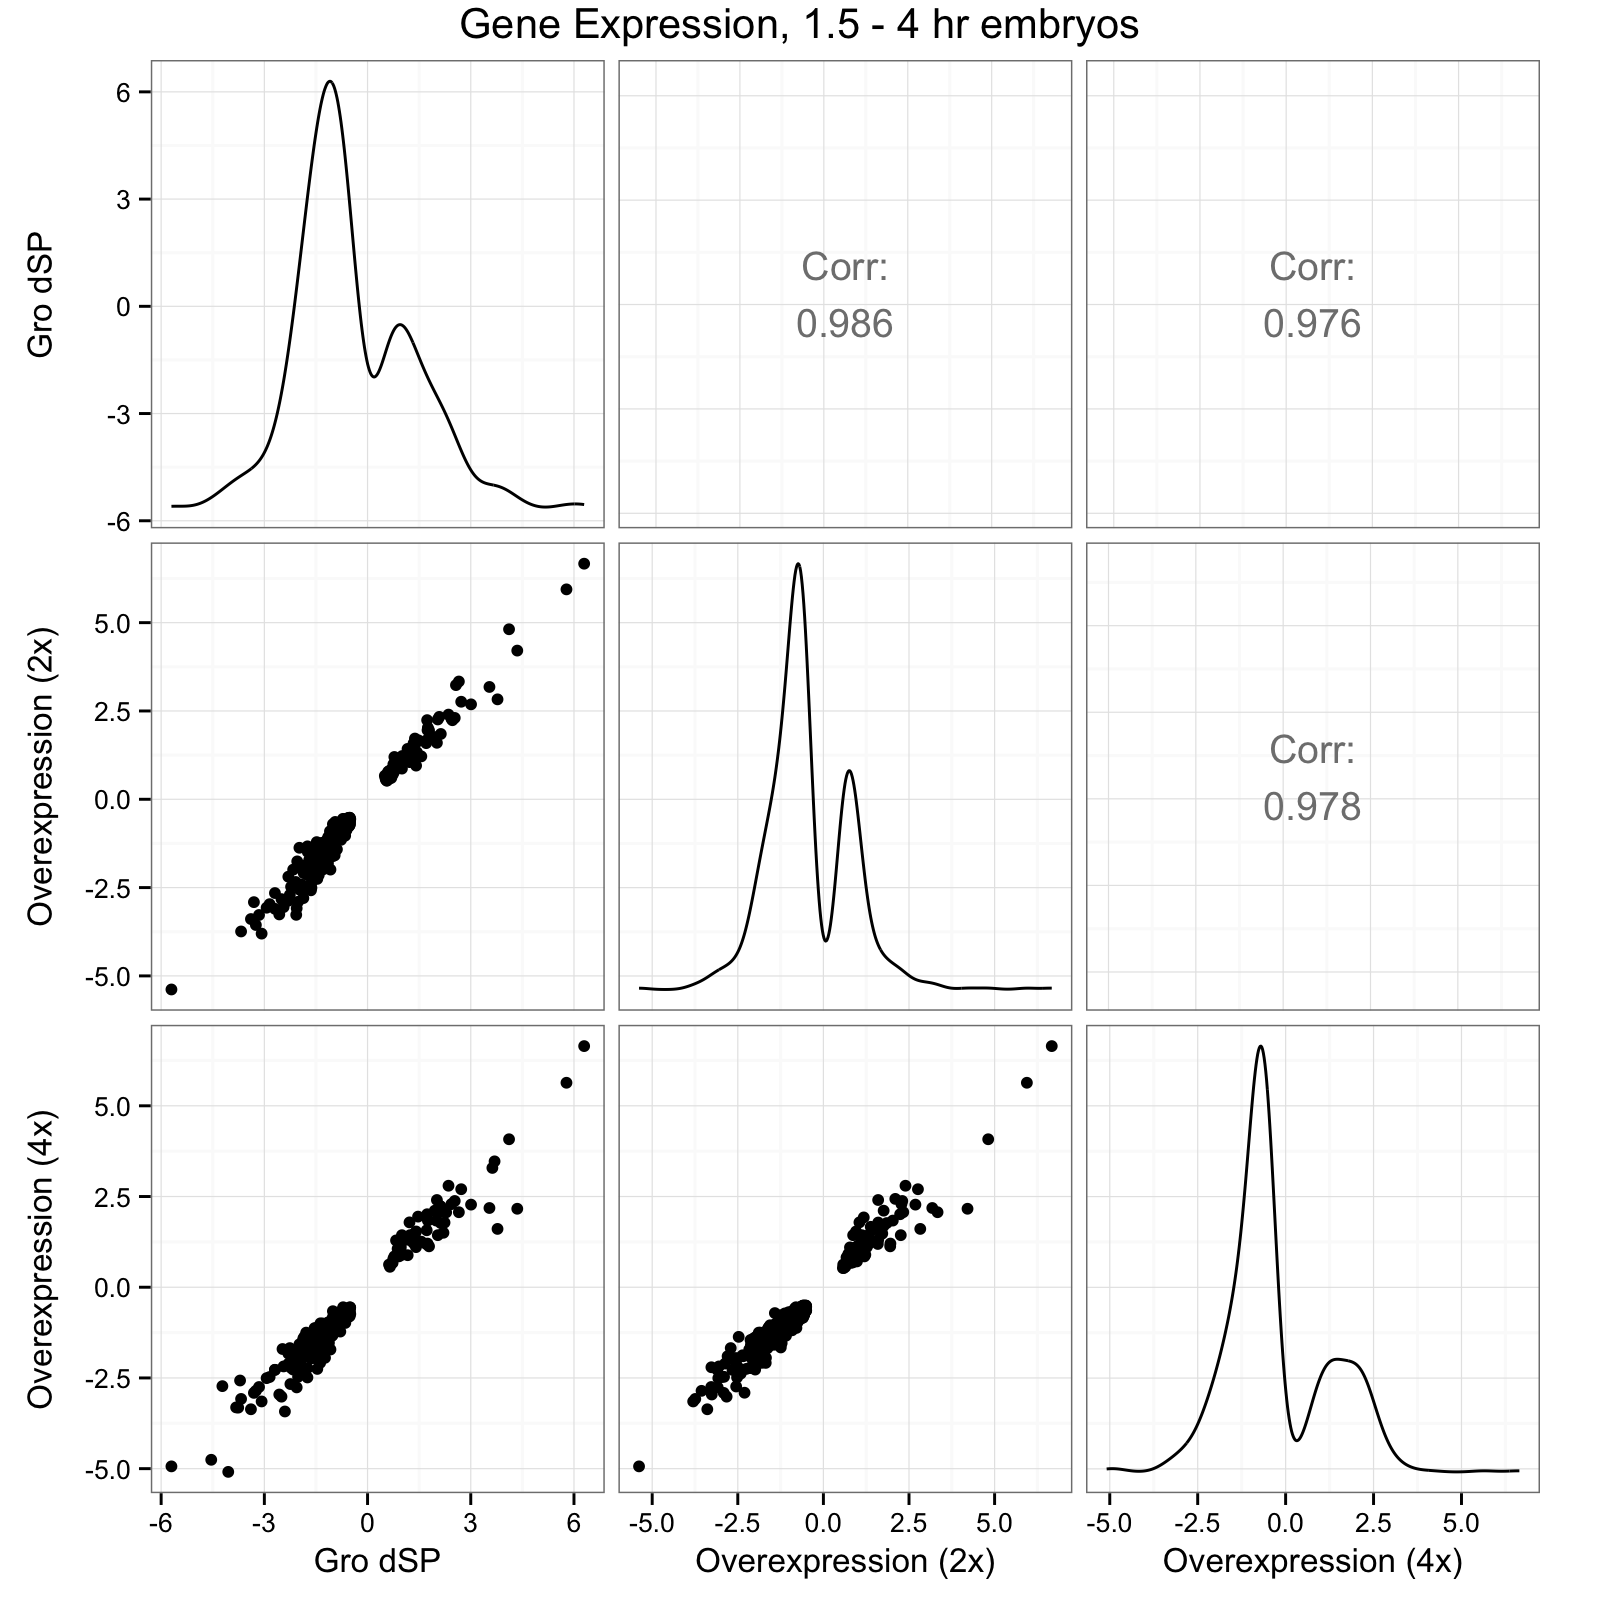 Gene Expression, 1.5 - 4 hr embryos
Gro dSP
6
3
0
-3
-6
Corr:
0.986
Corr:
0.976
Overexpression (2x)
5.0
2.5
0.0
-2.5
-5.0
Corr:
0.978
Overexpression (4x)
5.0
2.5
0.0
-2.5
-5.0
-6 -3 0 3 6
-5.0 -2.5 0.0 2.5 5.0
-5.0 -2.5 0.0 2.5 5.0
Gro dSP
Overexpression (2x)
Overexpression (4x)